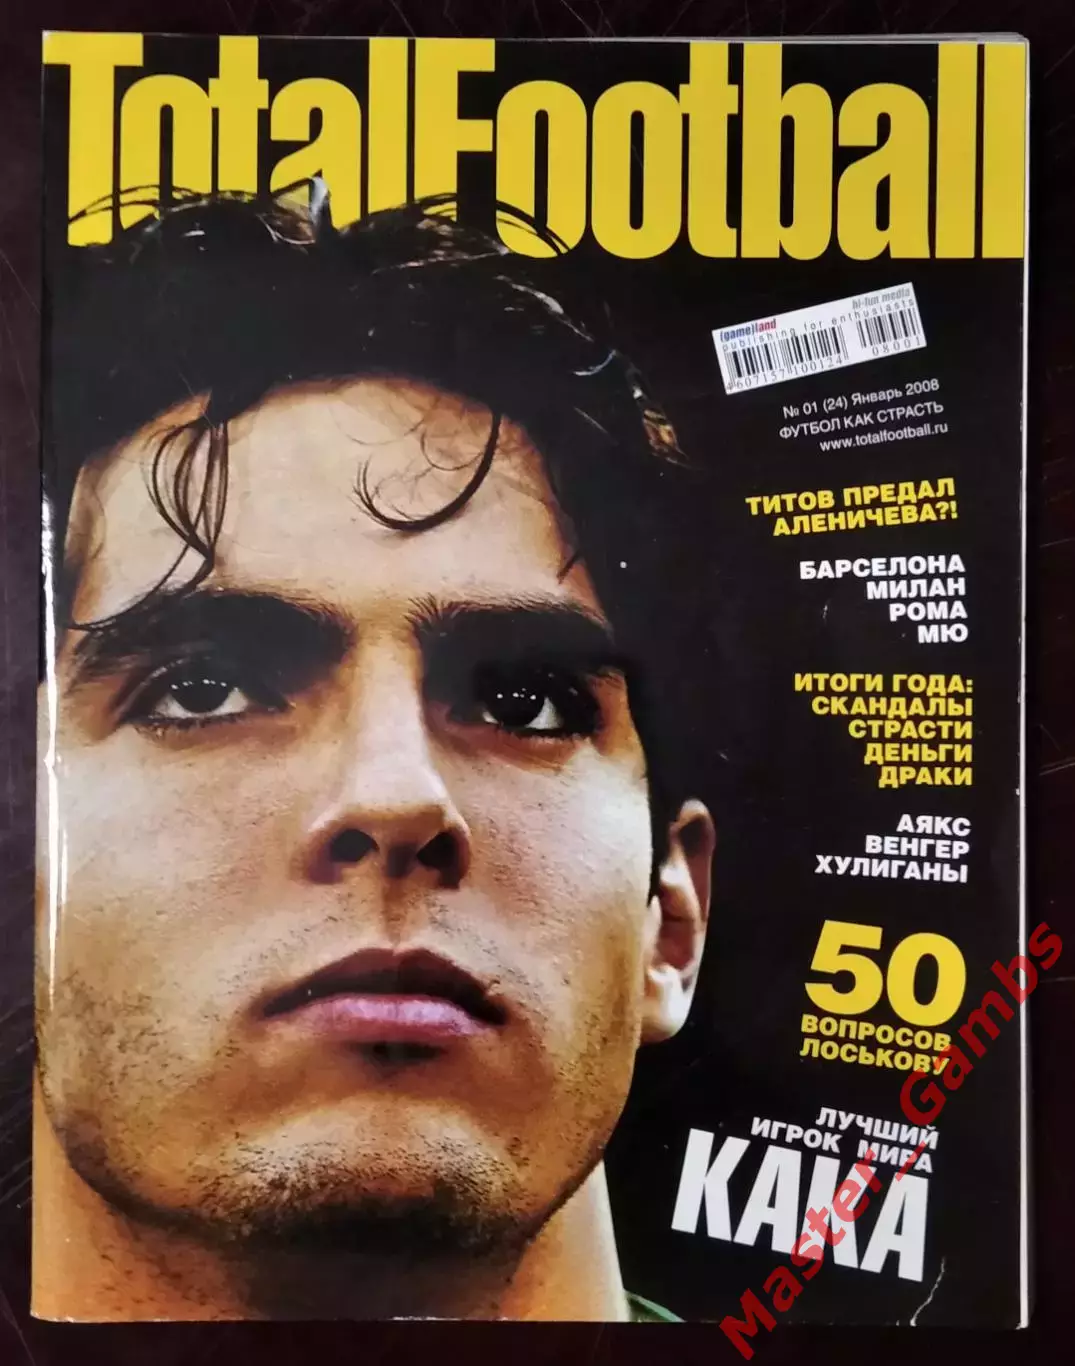 TotalFootball
hi-fun media
(game)land
publishing for enthusiasts
4607157100124
08001
№ 01 (24) Январь 2008
ФУТБОЛ КАК СТРАСТЬ
www.totalfootball.ru
ТИТОВ ПРЕДАЛ
АЛЕНИЧЕВА?!
БАРСЕЛОНА
МИЛАН
РОМА
МЮ
ИТОГИ ГОДА:
СКАНДАЛЫ
СТРАСТИ
ДЕНЬГИ
ДРАКИ
АЯКС
ВЕНГЕР
ХУЛИГАНЫ
50
ВОПРОСОВ
ЛОСЬКОВУ
ЛУЧШИЙ
ИГРОК МИРА
КАКА
Master_Gambs